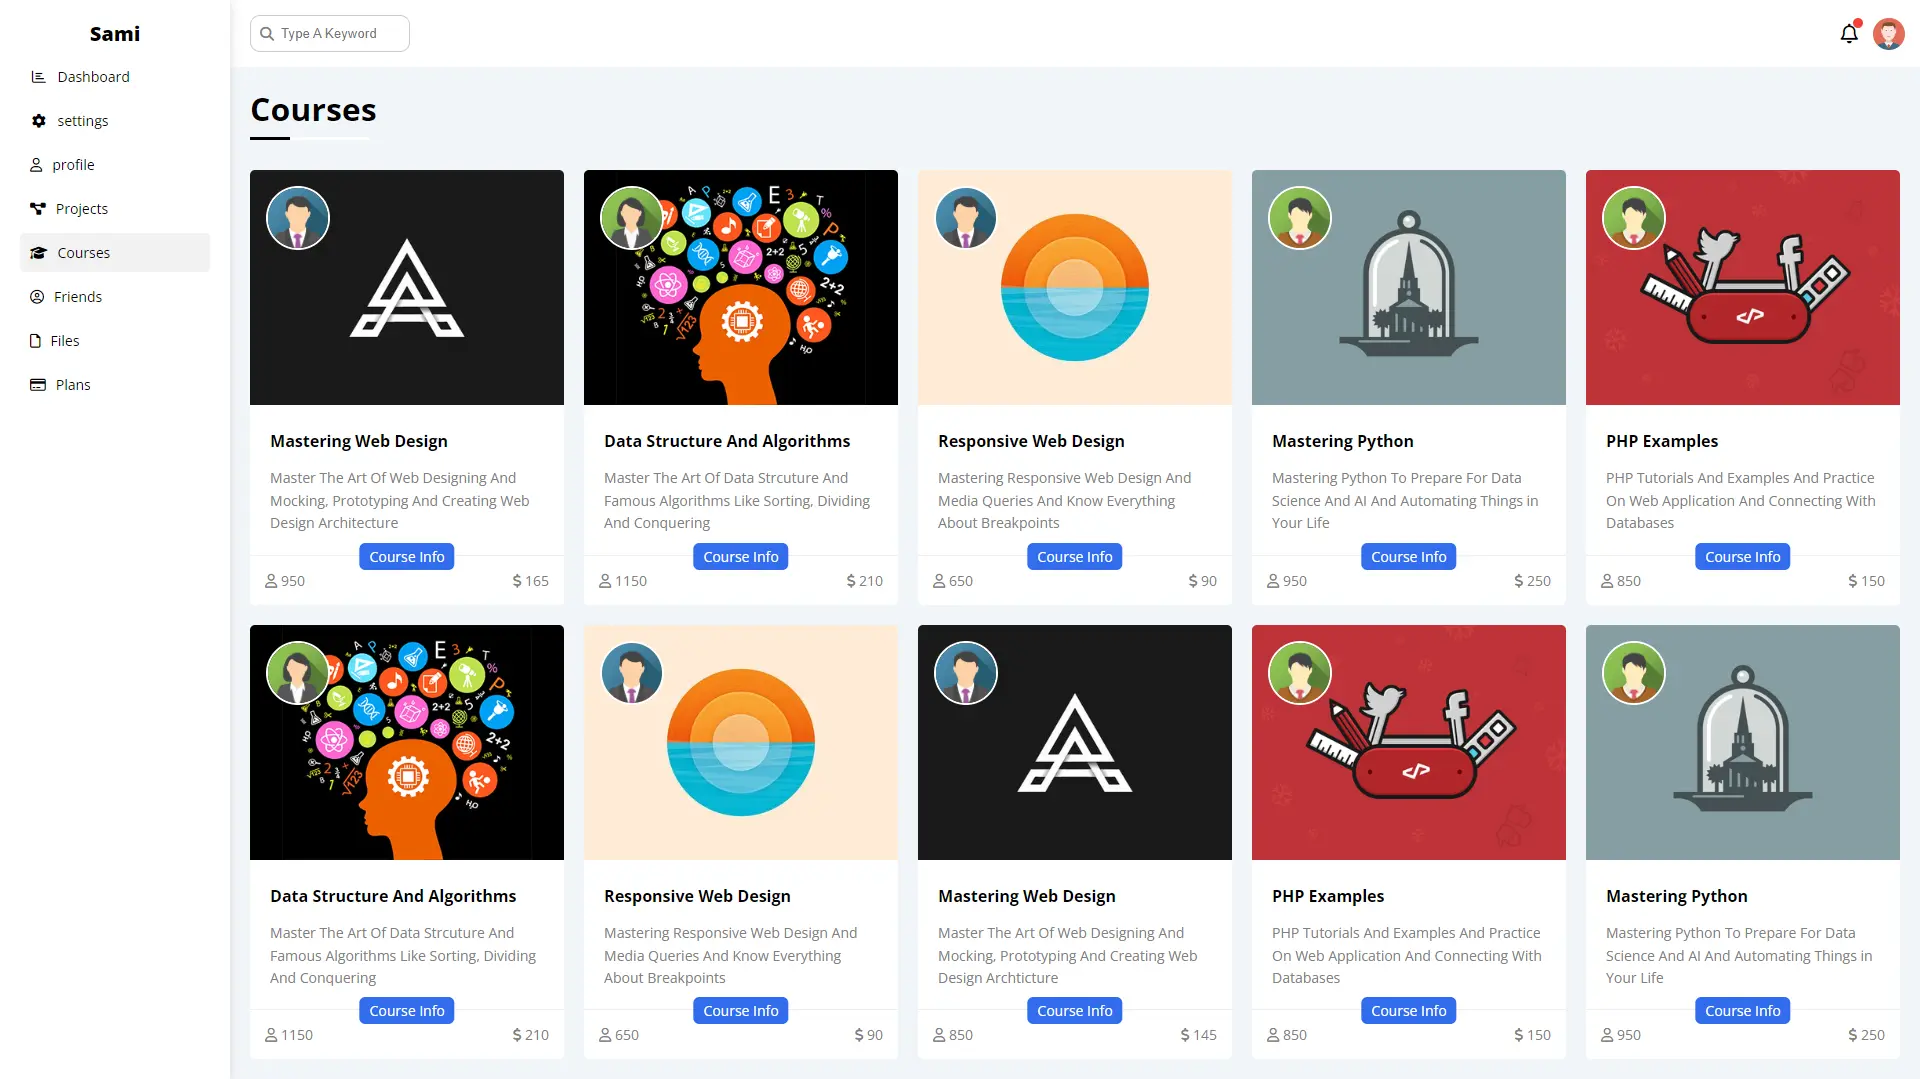 Sami
Dashboard
settings
profile
Projects
Courses
Friends
Files
Plans
Type A Keyword
Courses
Mastering Web Design
Master The Art Of Web Designing And
Mocking, Prototyping And Creating Web
Design Architecture
Course Info
950
$ 165
Data Structure And Algorithms
Master The Art Of Data Strcuture And
Famous Algorithms Like Sorting, Dividing
And Conquering
Course Info
1150
$ 210
Responsive Web Design
Mastering Responsive Web Design And
Media Queries And Know Everything
About Breakpoints
Course Info
650
$ 90
Mastering Python
Mastering Python To Prepare For Data
Science And AI And Automating Things in
Your Life
Course Info
950
$ 250
PHP Examples
PHP Tutorials And Examples And Practice
On Web Application And Connecting With
Databases
Course Info
850
$ 150
Data Structure And Algorithms
Master The Art Of Data Strcuture And
Famous Algorithms Like Sorting, Dividing
And Conquering
Course Info
1150
$ 210
Responsive Web Design
Mastering Responsive Web Design And
Media Queries And Know Everything
About Breakpoints
Course Info
650
$ 90
Mastering Web Design
Master The Art Of Web Designing And
Mocking, Prototyping And Creating Web
Design Archticture
Course Info
850
$ 145
PHP Examples
PHP Tutorials And Examples And Practice
On Web Application And Connecting With
Databases
Course Info
850
$ 150
Mastering Python
Mastering Python To Prepare For Data
Science And AI And Automating Things in
Your Life
Course Info
950
$ 250